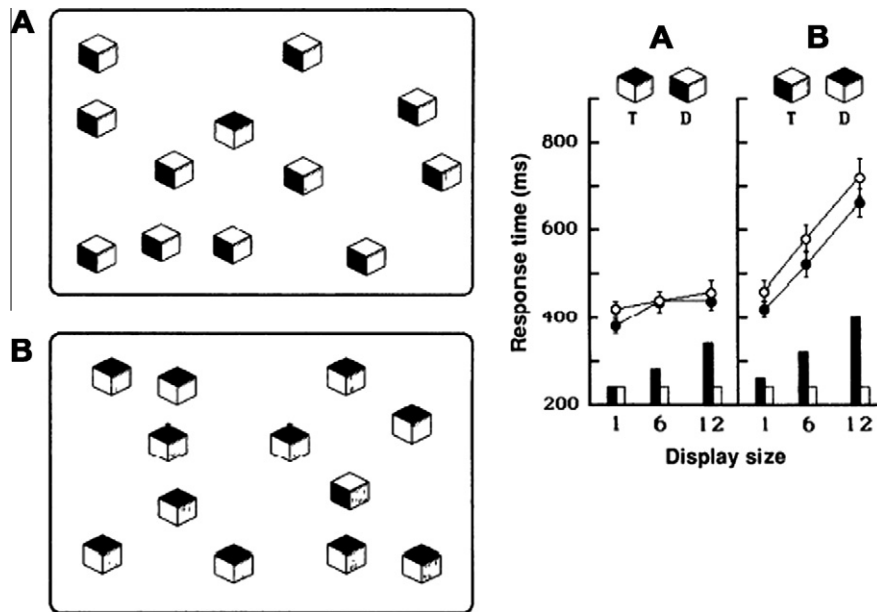 A
B
A B
T D T D
Response time (ms)
800
600
400
200
1 6 12 1 6 12
Display size